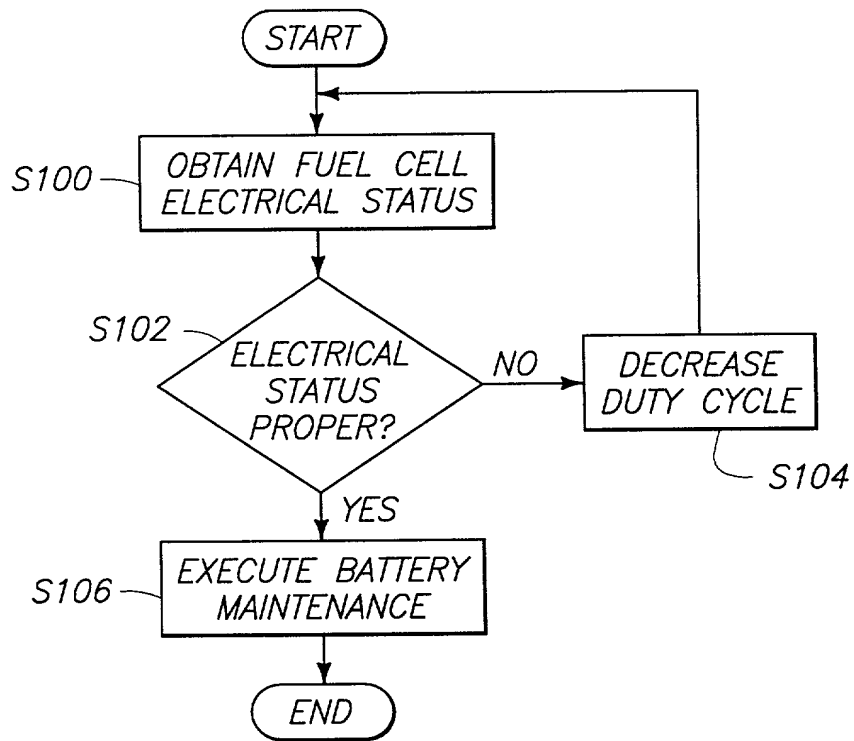 START
S100
OBTAIN FUEL CELL
ELECTRICAL STATUS
S102
ELECTRICAL
STATUS
PROPER?
NO
DECREASE
DUTY CYCLE
S104
YES
S106
EXECUTE BATTERY
MAINTENANCE
END